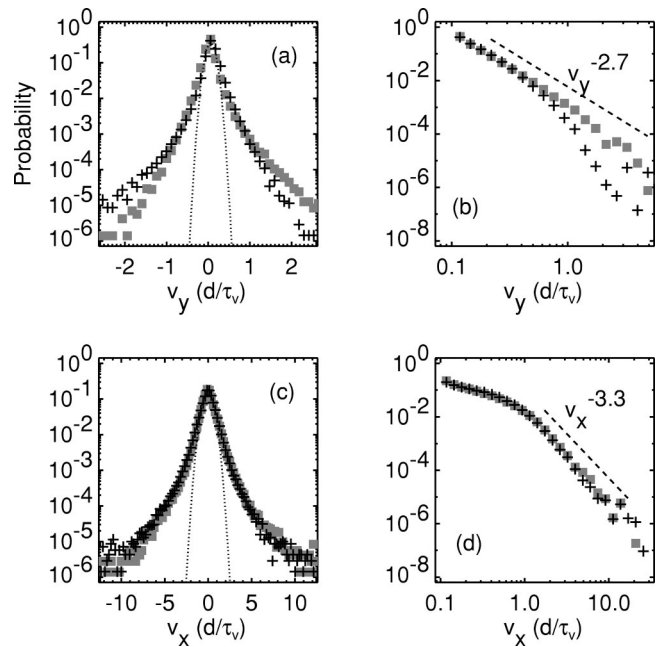 10^0
10^-1
10^-2
10^-3
10^-4
10^-5
10^-6
Probability
(a)
-2 -1 0 1 2
v_y (d/τ_v)
10^0
10^-2
10^-4
10^-6
10^-8
v_y^-2.7
(b)
0.1 1.0
v_y (d/τ_v)
10^0
10^-1
10^-2
10^-3
10^-4
10^-5
10^-6
(c)
-10 -5 0 5 10
v_x (d/τ_v)
10^0
10^-2
10^-4
10^-6
10^-8
v_x^-3.3
(d)
0.1 1.0 10.0
v_x (d/τ_v)